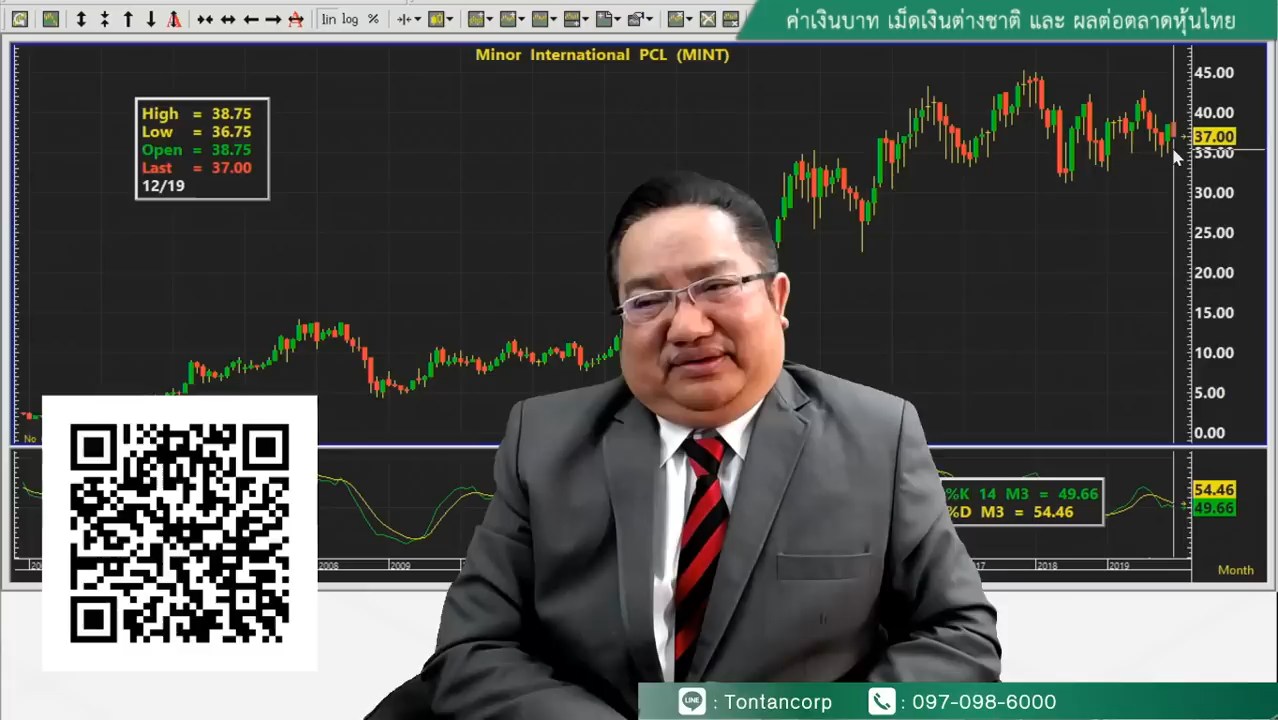 lin log %
ค่าเงินบาท เม็ดเงินต่างชาติ และ ผลต่อตลาดหุ้นไทย
Minor International PCL (MINT)
High = 38.75
Low = 36.75
Open = 38.75
Last = 37.00
12/19
45.00
40.00
37.00
35.00
30.00
25.00
20.00
15.00
10.00
5.00
0.00
No
%K 14 M3 = 49.66
%D M3 = 54.46
54.46
49.66
2008 2009 2018 2019
Month
: Tontancorp : 097-098-6000